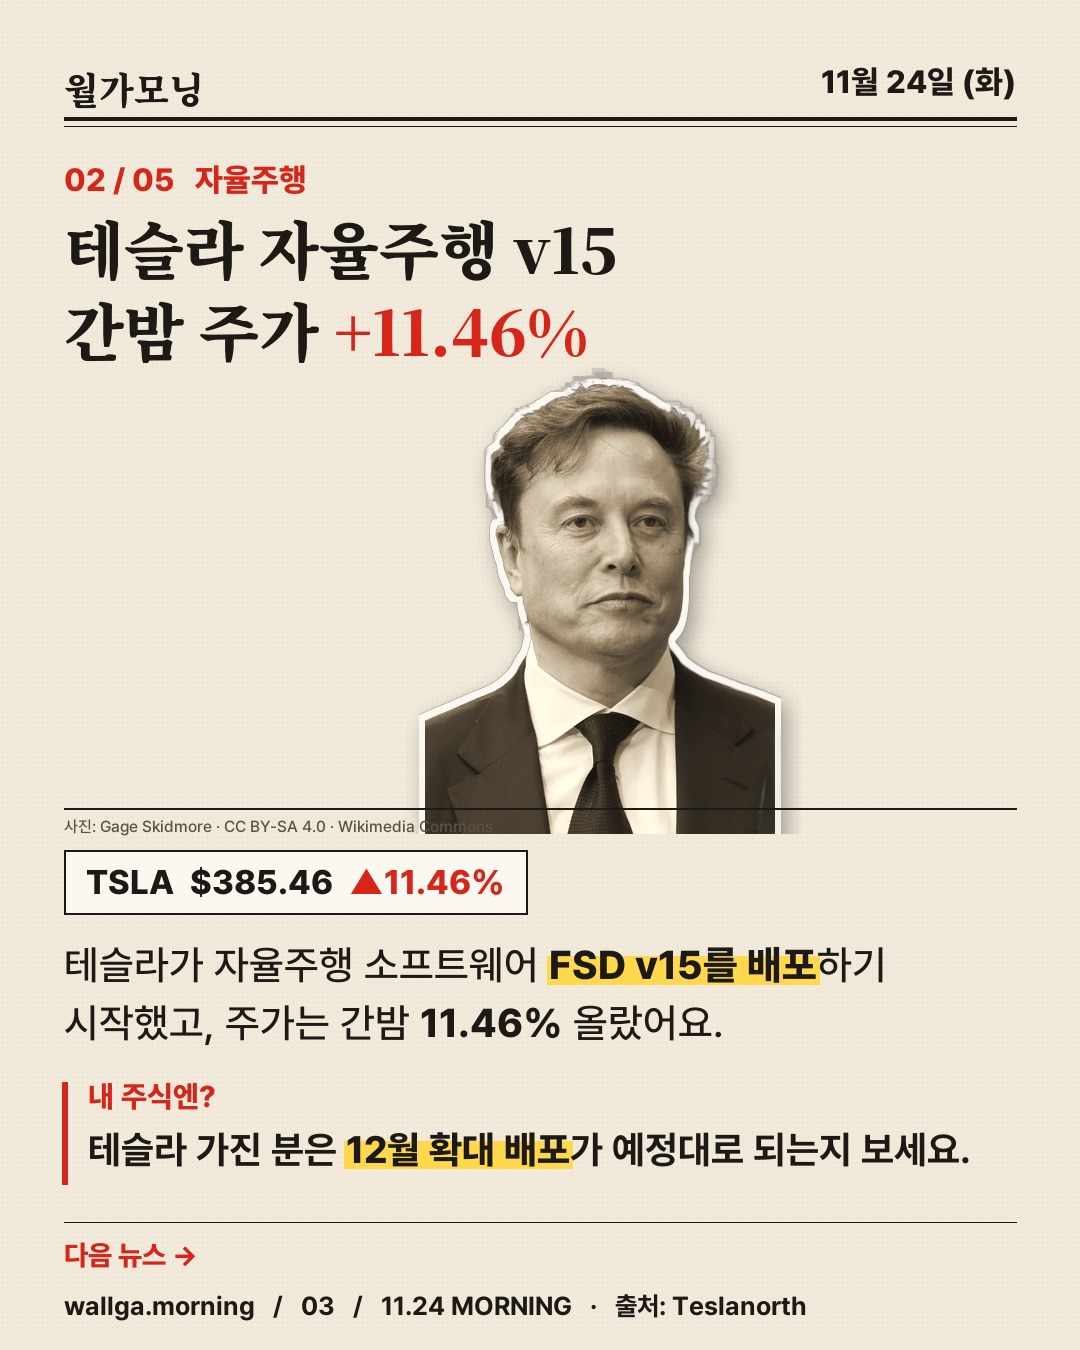 월가모닝
11월 24일 (화)
02 / 05 자율주행
테슬라 자율주행 v15
간밤 주가 +11.46%
사진: Gage Skidmore · CC BY-SA 4.0 · Wikimedia Commons
TSLA $385.46 ▲11.46%
테슬라가 자율주행 소프트웨어 FSD v15를 배포하기
시작했고, 주가는 간밤 11.46% 올랐어요.
내 주식엔?
테슬라 가진 분은 12월 확대 배포가 예정대로 되는지 보세요.
다음 뉴스 →
wallga.morning / 03 / 11.24 MORNING · 출처: Teslanorth